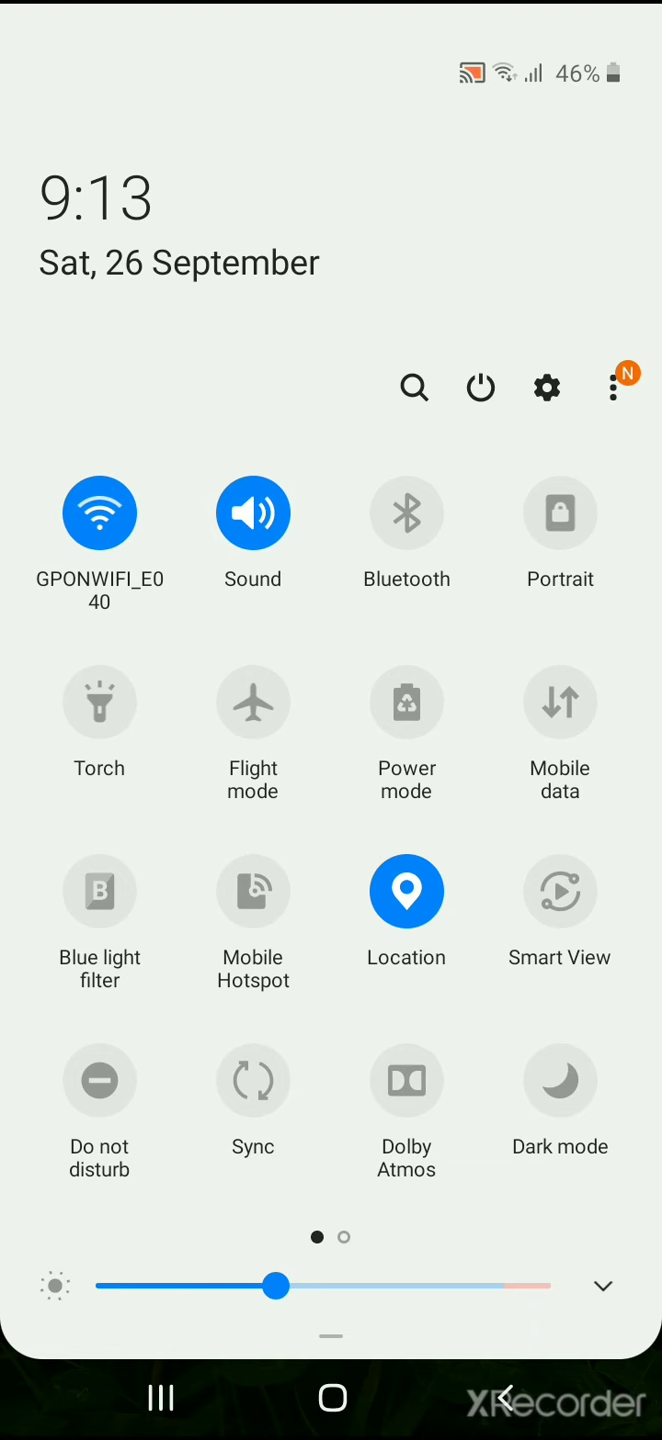 46%
9:13
Sat, 26 September
N
GPONWIFI_E0
40
Sound
Bluetooth
Portrait
Torch
Flight
mode
Power
mode
Mobile
data
B
Blue light
filter
Mobile
Hotspot
Location
Smart View
Do not
disturb
Sync
Dolby
Atmos
Dark mode
XRecorder